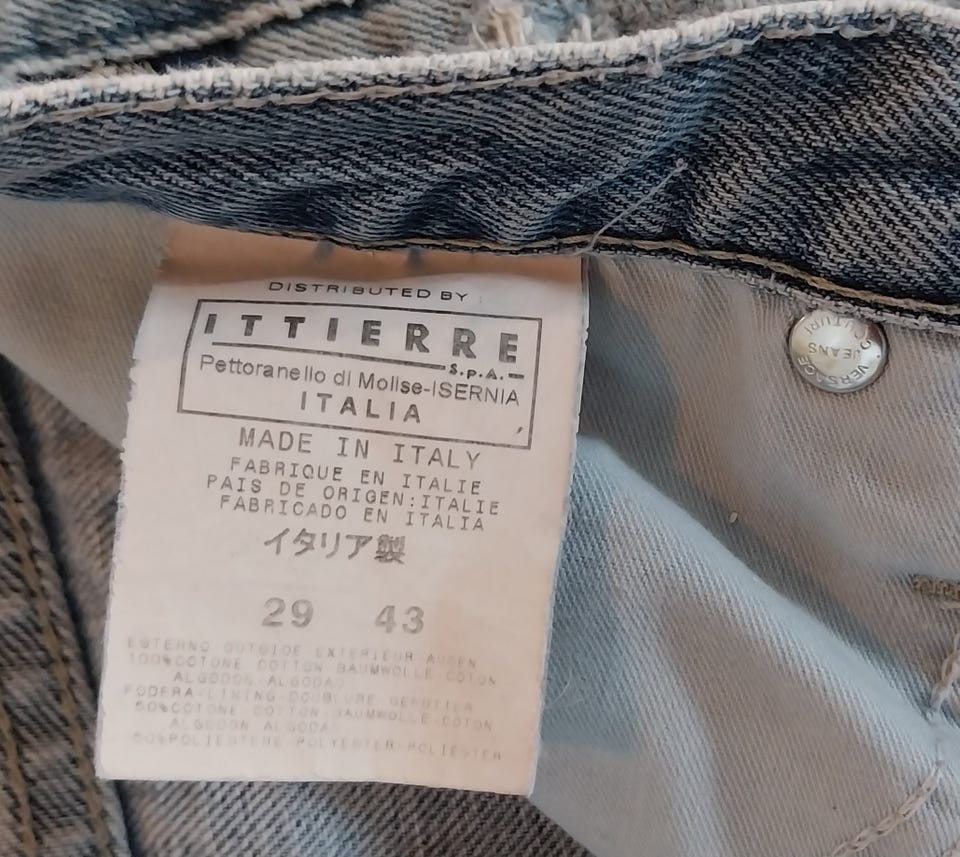 DISTRIBUTED BY
ITTIERRE
S.p.A.
Pettoranello di Molise-ISERNIA
ITALIA
MADE IN ITALY
FABRIQUE EN ITALIE
PAIS DE ORIGEN:ITALIE
FABRICADO EN ITALIA
イタリア製
29 43
ESTERNO-OUTSIDE-EXTERIEUR-AUSEN
100%COTONE-COTTON-BAUMWOLLE-COTON
ALGODON-ALGODAO
FODERA-LINING-DOUBLURE-GEFUTTER
50%COTONE-COTTON-BAUMWOLLE-COTON
ALGODON-ALGODAO
50%POLIESTERE-POLYESTER-POLIESTER
VERSACE
JEANS
COUTURE